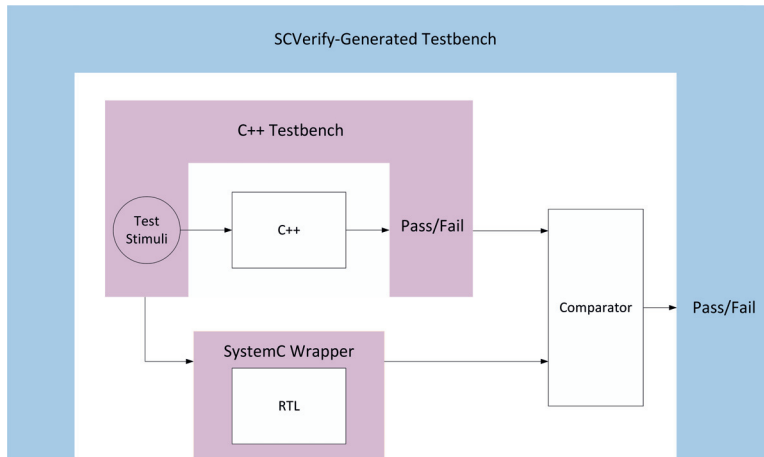 SCVerify-Generated Testbench
C++ Testbench
Test
Stimuli
C++
Pass/Fail
Comparator
Pass/Fail
SystemC Wrapper
RTL